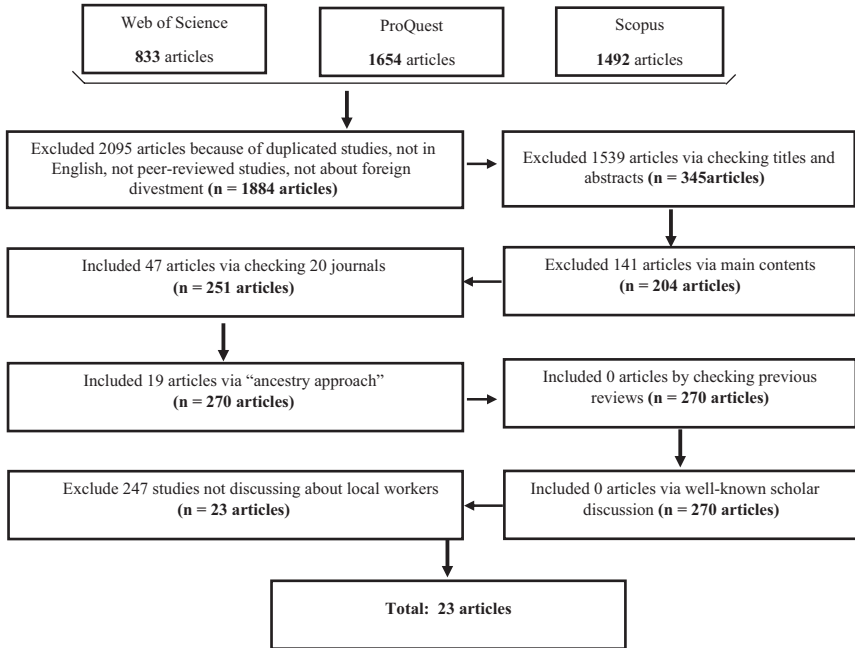 Web of Science
833 articles
ProQuest
1654 articles
Scopus
1492 articles
Excluded 2095 articles because of duplicated studies, not in
English, not peer-reviewed studies, not about foreign
divestment (n = 1884 articles)
Excluded 1539 articles via checking titles and
abstracts (n = 345articles)
Excluded 141 articles via main contents
(n = 204 articles)
Included 47 articles via checking 20 journals
(n = 251 articles)
Included 19 articles via “ancestry approach”
(n = 270 articles)
Included 0 articles by checking previous
reviews (n = 270 articles)
Included 0 articles via well-known scholar
discussion (n = 270 articles)
Exclude 247 studies not discussing about local workers
(n = 23 articles)
Total: 23 articles